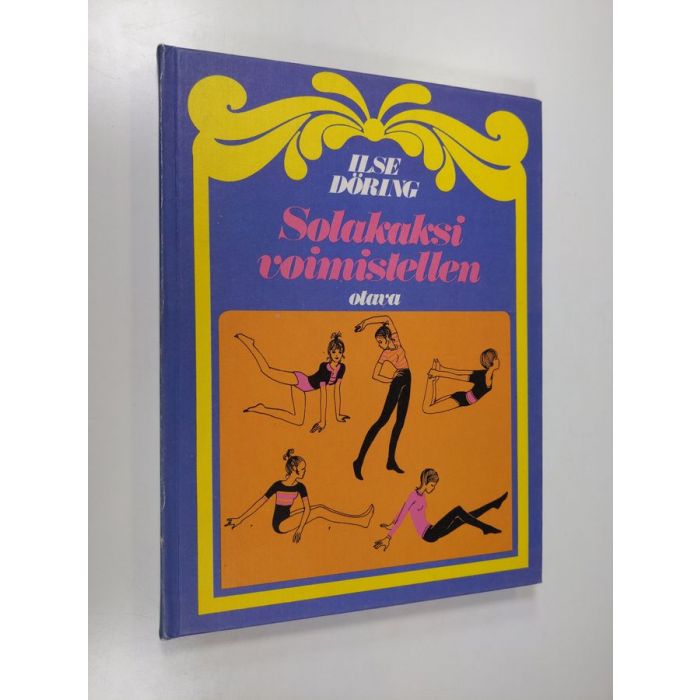 ILSE
DÖRING
Solakaksi
voimistellen
otava